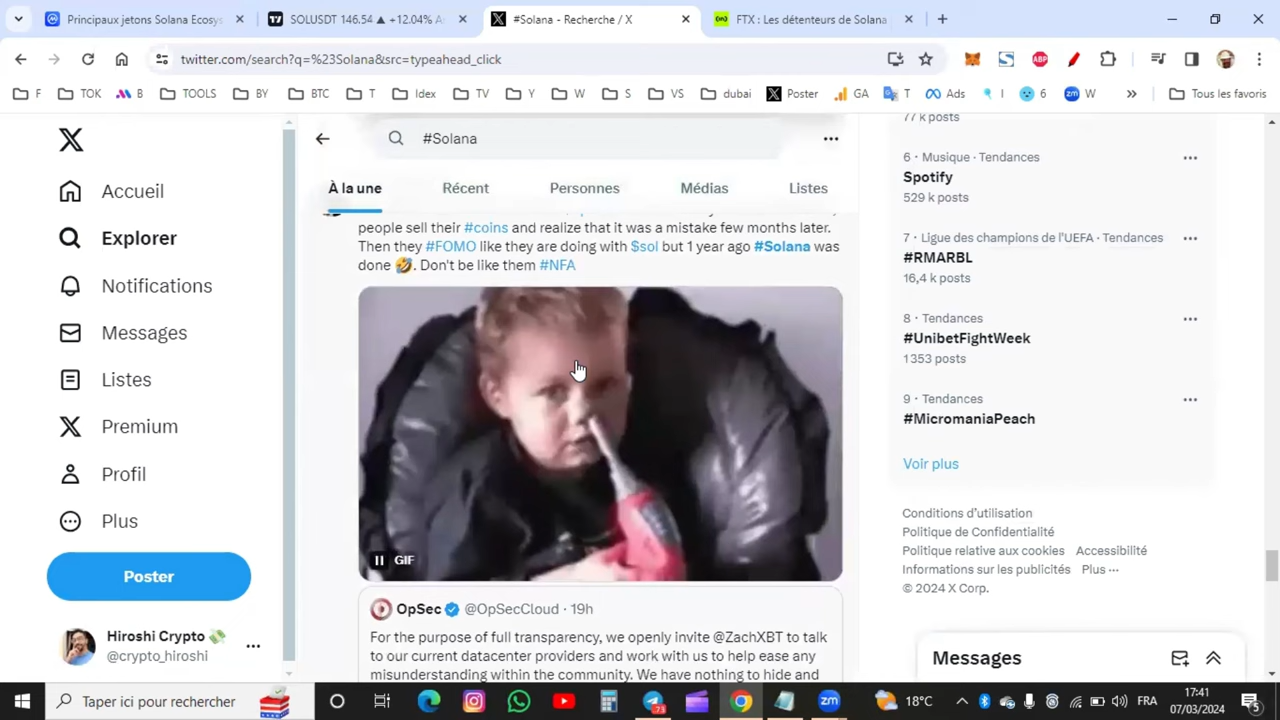 Principaux jetons Solana Ecosys
SOLUSDT 146.54 ▲ +12.04% A
#Solana - Recherche / X
FTX : Les détenteurs de Solana
twitter.com/search?q=%23Solana&src=typeahead_click
F
TOK
B
TOOLS
BY
BTC
T
Idex
TV
Y
W
S
VS
dubai
Poster
GA
T
Ads
I
6
W
Tous les favoris
Accueil
Explorer
Notifications
Messages
Listes
Premium
Profil
Plus
Poster
Hiroshi Crypto
@crypto_hiroshi
#Solana
À la une
Récent
Personnes
Médias
Listes
people sell their #coins and realize that it was a mistake few months later.
Then they #FOMO like they are doing with $sol but 1 year ago #Solana was
done 🤣. Don't be like them #NFA
GIF
OpSec @OpSecCloud · 19h
For the purpose of full transparency, we openly invite @ZachXBT to talk
to our current datacenter providers and work with us to help ease any
misunderstanding within the community. We have nothing to hide and
77 k posts
6 · Musique · Tendances
Spotify
529 k posts
7 · Ligue des champions de l'UEFA · Tendances
#RMARBL
16,4 k posts
8 · Tendances
#UnibetFightWeek
1 353 posts
9 · Tendances
#MicromaniaPeach
Voir plus
Conditions d'utilisation
Politique de Confidentialité
Politique relative aux cookies Accessibilité
Informations sur les publicités Plus ···
© 2024 X Corp.
Messages
Taper ici pour rechercher
73
18°C
FRA
17:41
07/03/2024
5